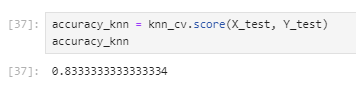 [37]: accuracy_knn = knn_cv.score(X_test, Y_test)
accuracy_knn
[37]: 0.8333333333333334